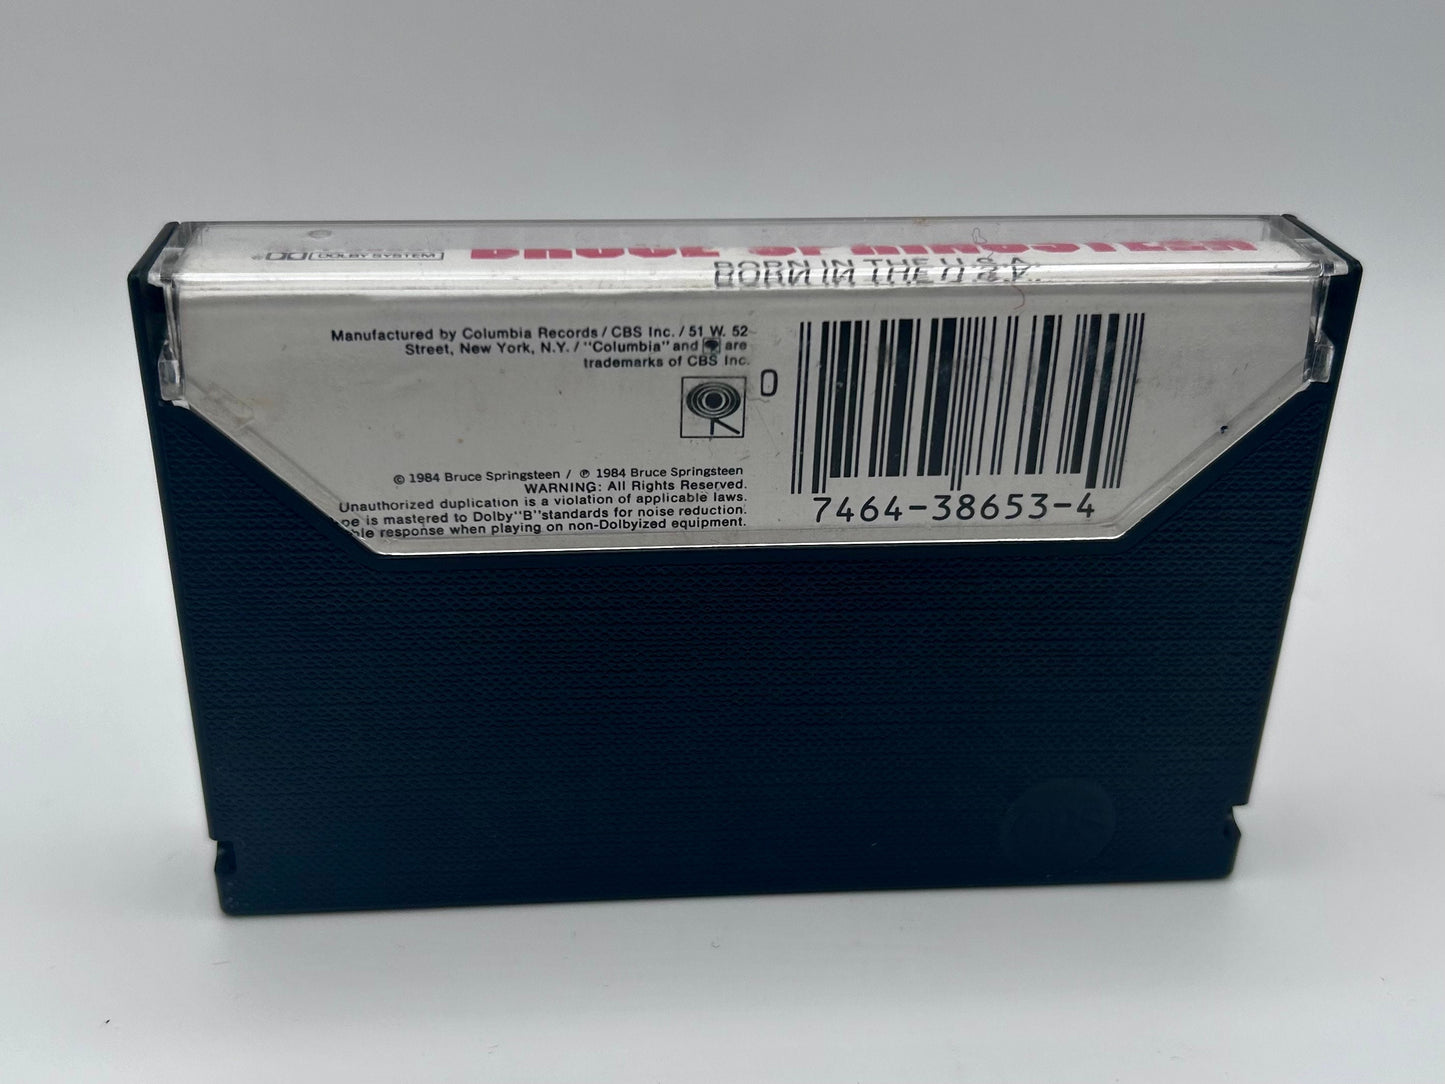 DOLBY SYSTEM
BRUCE SPRINGSTEEN
BORN IN THE U.S.A.
Manufactured by Columbia Records / CBS Inc. / 51 W. 52
Street, New York, N.Y. / "Columbia" and are
trademarks of CBS Inc.
0
7464-38653-4
© 1984 Bruce Springsteen / ℗ 1984 Bruce Springsteen
WARNING: All Rights Reserved.
Unauthorized duplication is a violation of applicable laws.
is mastered to Dolby "B" standards for noise reduction.
response when playing on non-Dolbyized equipment.